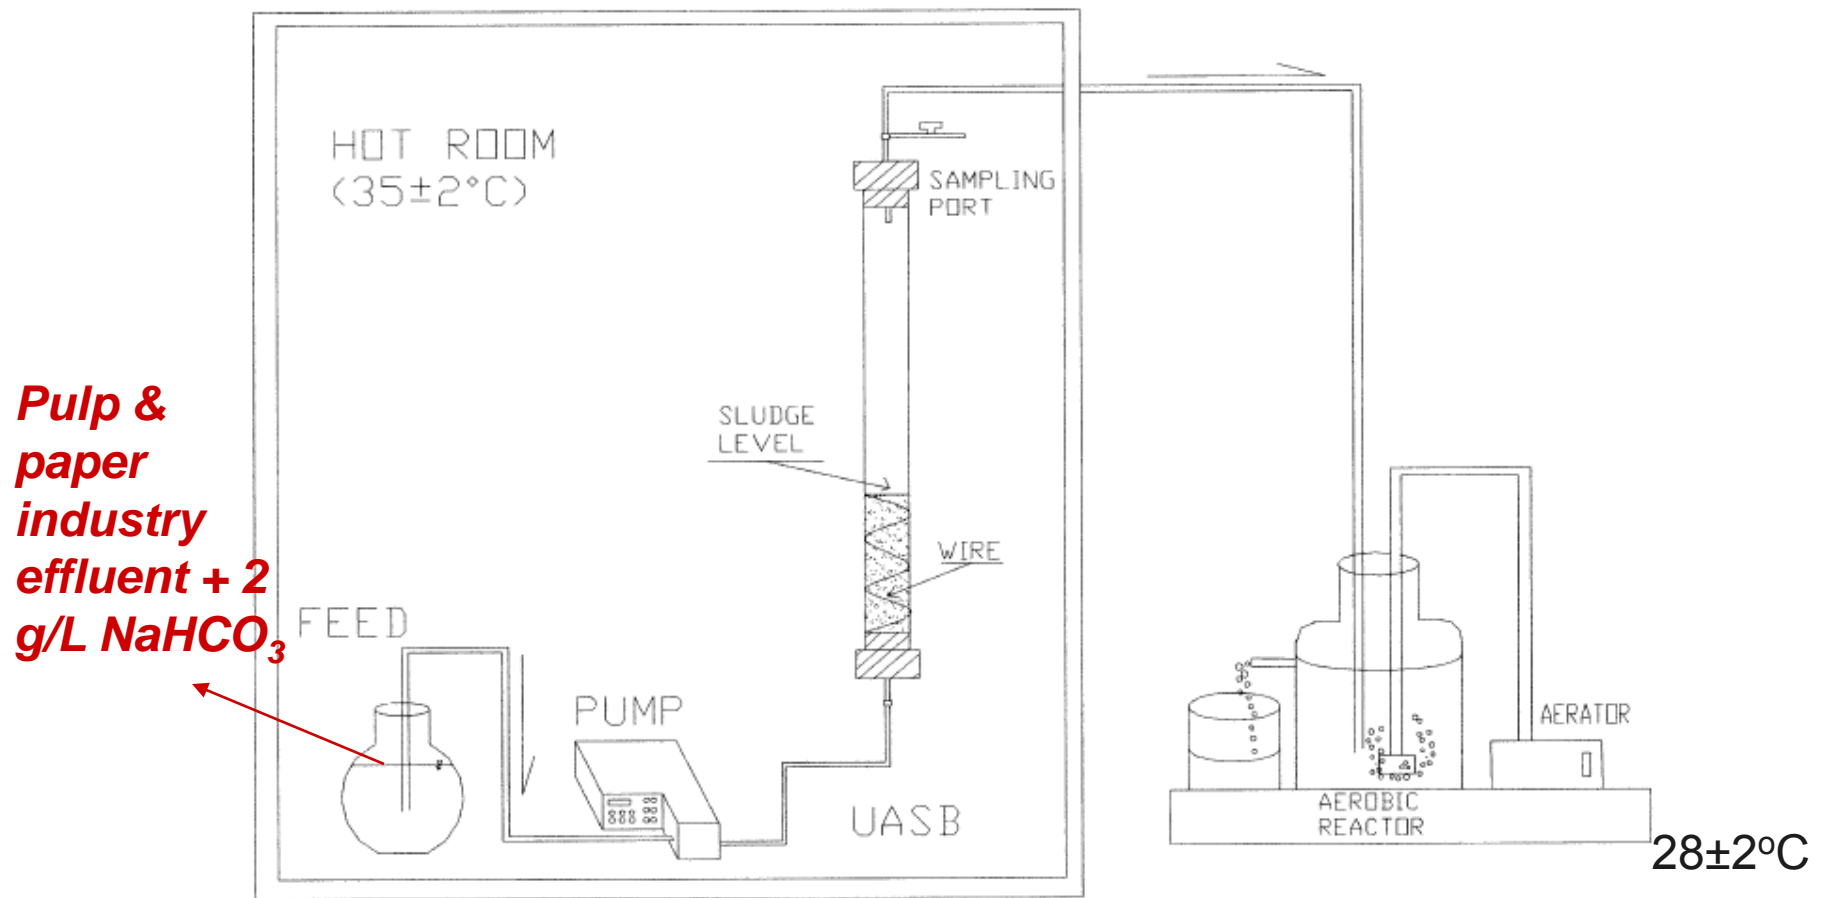 HOT ROOM
(35±2°C)
SAMPLING
PORT
Pulp &
paper
industry
effluent + 2
g/L NaHCO₃
SLUDGE
LEVEL
WIRE
FEED
PUMP
UASB
AERATOR
AEROBIC
REACTOR
28±2ºC